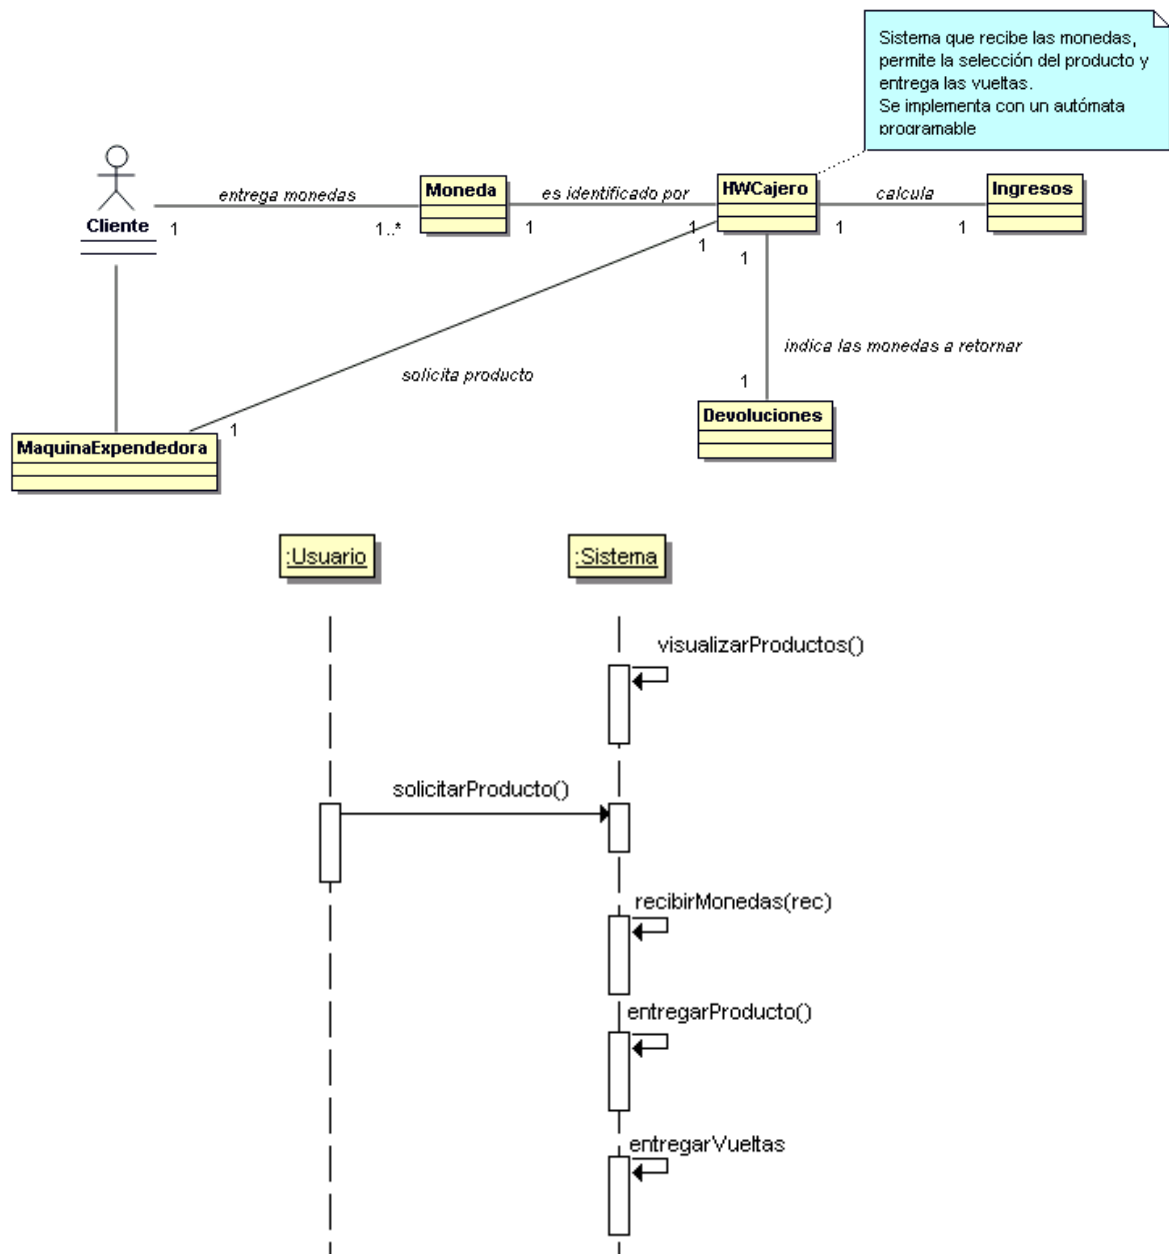 Sistema que recibe las monedas,
permite la selección del producto y
entrega las vueltas.
Se implementa con un autómata
programable
entrega monedas
Moneda
es identificado por
HWCajero
calcula
Ingresos
Cliente
1
1..*
1
1
1
1
1
1
indica las monedas a retornar
solicita producto
1
Devoluciones
1
MaquinaExpendedora
:Usuario
:Sistema
visualizarProductos()
solicitarProducto()
recibirMonedas(rec)
entregarProducto()
entregarVueltas